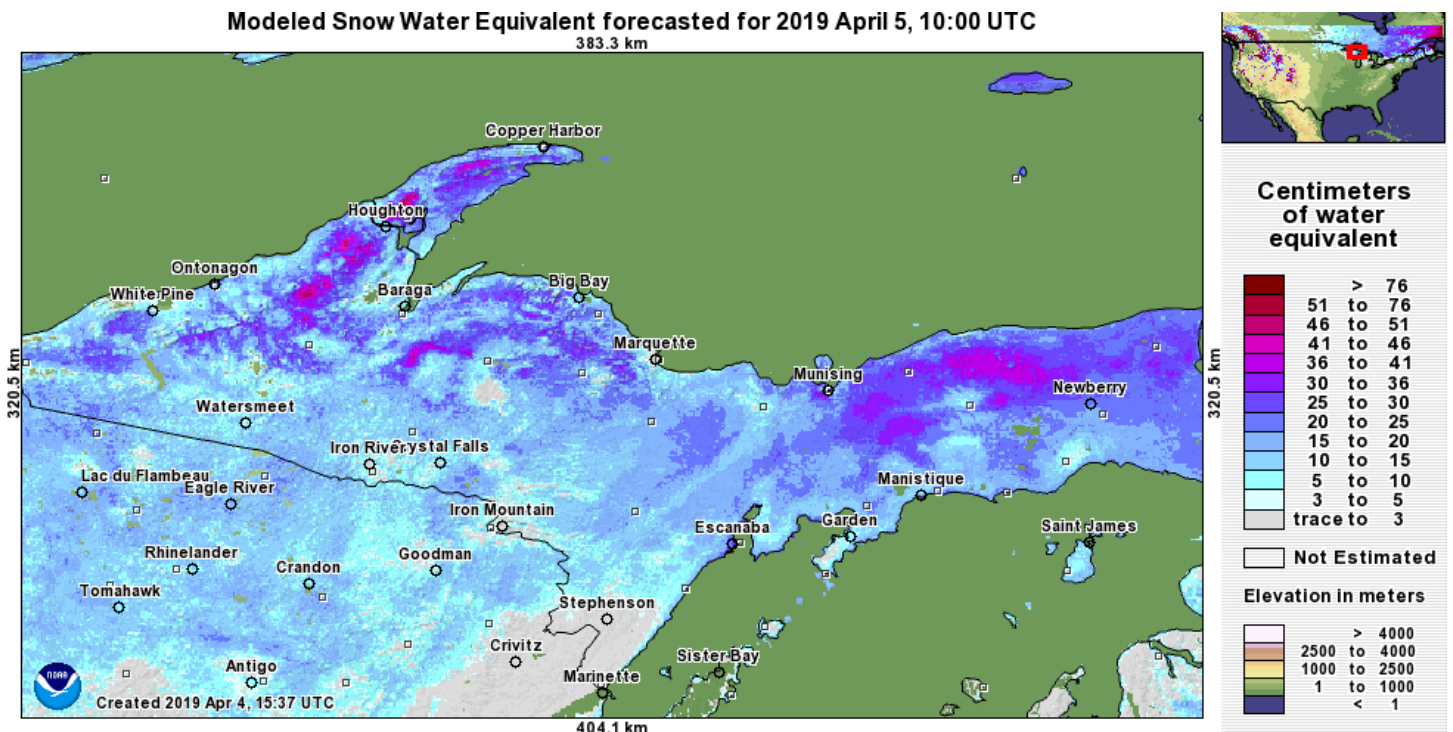 Modeled Snow Water Equivalent forecasted for 2019 April 5, 10:00 UTC
383.3 km
320.5 km
320.5 km
404.1 km
Copper Harbor
Houghton
Ontonagon
White Pine
Baraga
Big Bay
Marquette
Munising
Newberry
Watersmeet
Iron River
Crystal Falls
Lac du Flambeau
Eagle River
Manistique
Iron Mountain
Escanaba
Garden
Saint James
Rhinelander
Goodman
Crandon
Tomahawk
Stephenson
Crivitz
Sister Bay
Antigo
Marinette
NOAA
Created 2019 Apr 4, 15:37 UTC
Centimeters
of water
equivalent
> 76
51 to 76
46 to 51
41 to 46
36 to 41
30 to 36
25 to 30
20 to 25
15 to 20
10 to 15
5 to 10
3 to 5
trace to 3
Not Estimated
Elevation in meters
> 4000
2500 to 4000
1000 to 2500
1 to 1000
< 1